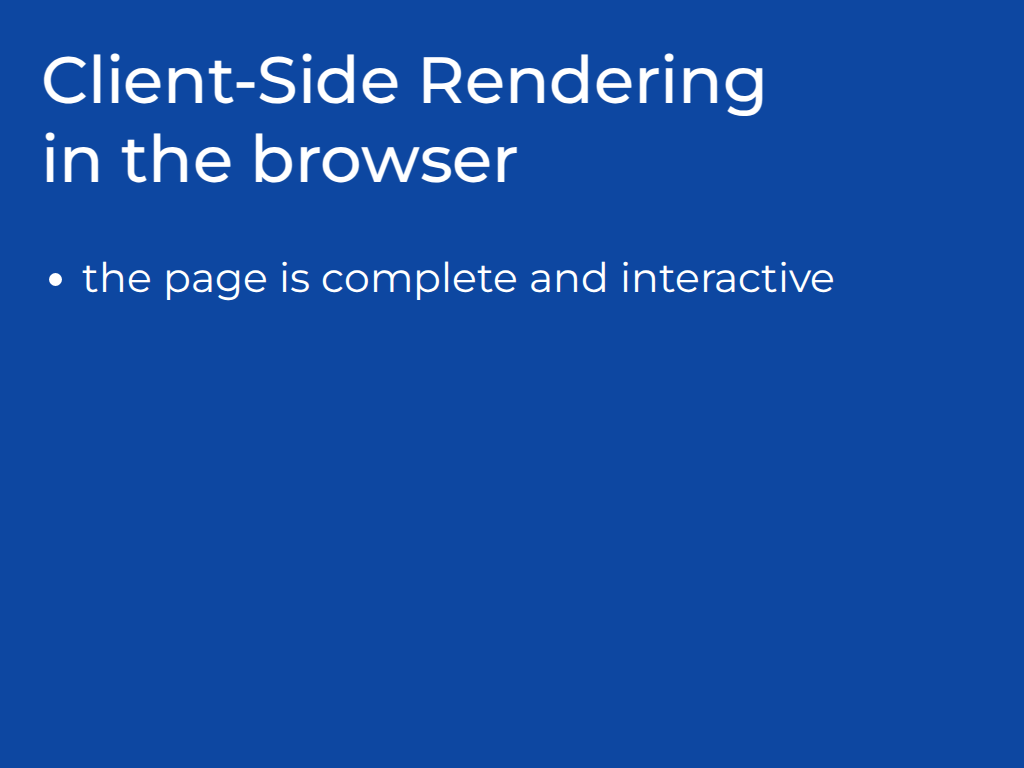 Client-Side Rendering
in the browser
• the page is complete and interactive